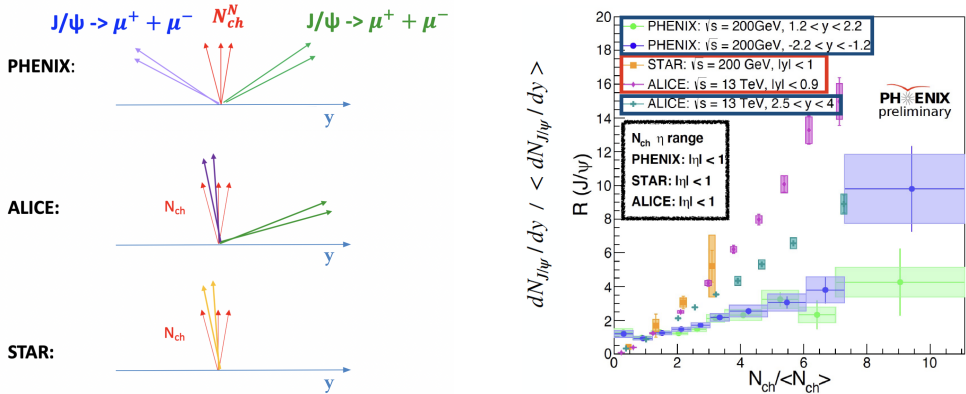 J/ψ -> μ⁺ + μ⁻
N_ch^N
J/ψ -> μ⁺ + μ⁻
PHENIX:
y
ALICE:
N_ch
y
STAR:
N_ch
y
dN_{J/ψ} / dy / < dN_{J/ψ} / dy >
R (J/ψ)
20
18
16
14
12
10
8
6
4
2
0
PHENIX: √s = 200GeV, 1.2 < y < 2.2
PHENIX: √s = 200GeV, -2.2 < y < -1.2
STAR: √s = 200 GeV, |y| < 1
ALICE: √s = 13 TeV, |y| < 0.9
ALICE: √s = 13 TeV, 2.5 < y < 4
N_ch η range
PHENIX: |η| < 1
STAR: |η| < 1
ALICE: |η| < 1
PHENIX
preliminary
0 2 4 6 8 10
N_ch/<N_ch>